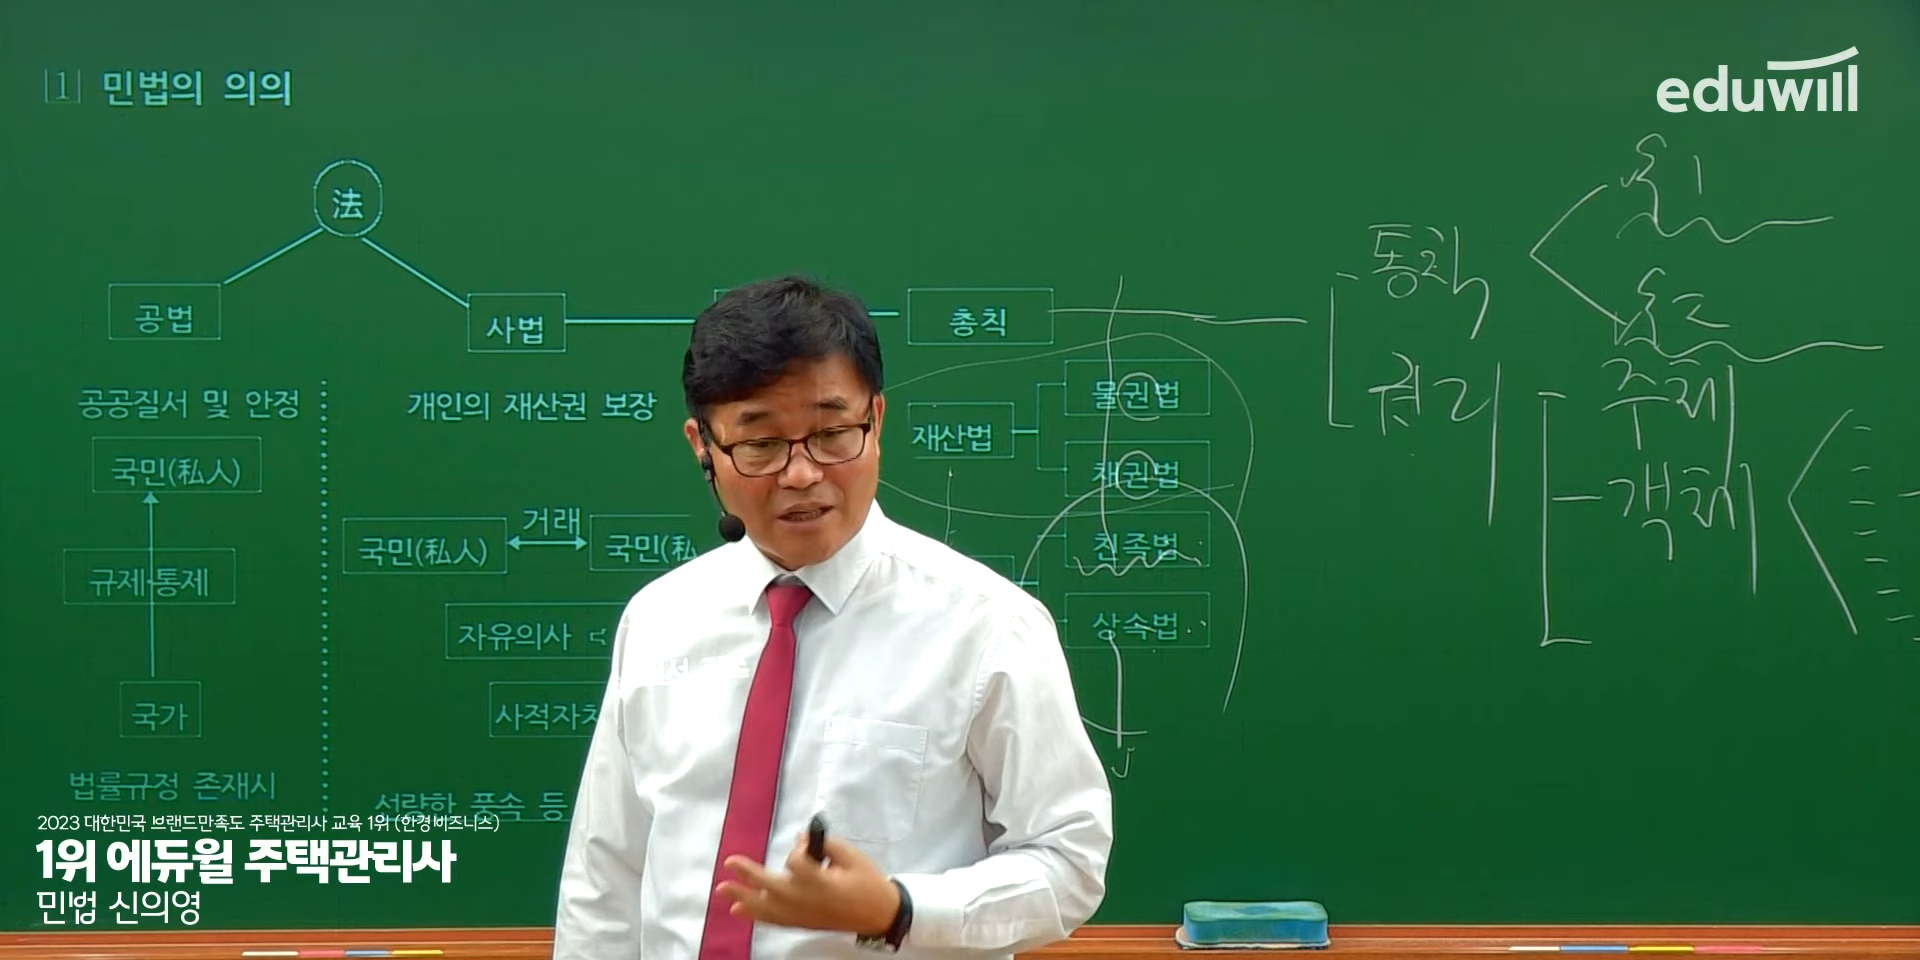 1 민법의 의의
eduwill
法
공법
사법
총칙
통칙
공공질서 및 안정
개인의 재산권 보장
물권법
권리
주체
국민(私人)
재산법
채권법
객체
거래
국민(私人)
국민(私
친족법
규제·통제
자유의사
상속법
국가
사적자치
법률규정 존재시
선량한 풍속 등
2023 대한민국 브랜드만족도 주택관리사 교육 1위 (한경비즈니스)
1위 에듀윌 주택관리사
민법 신의영